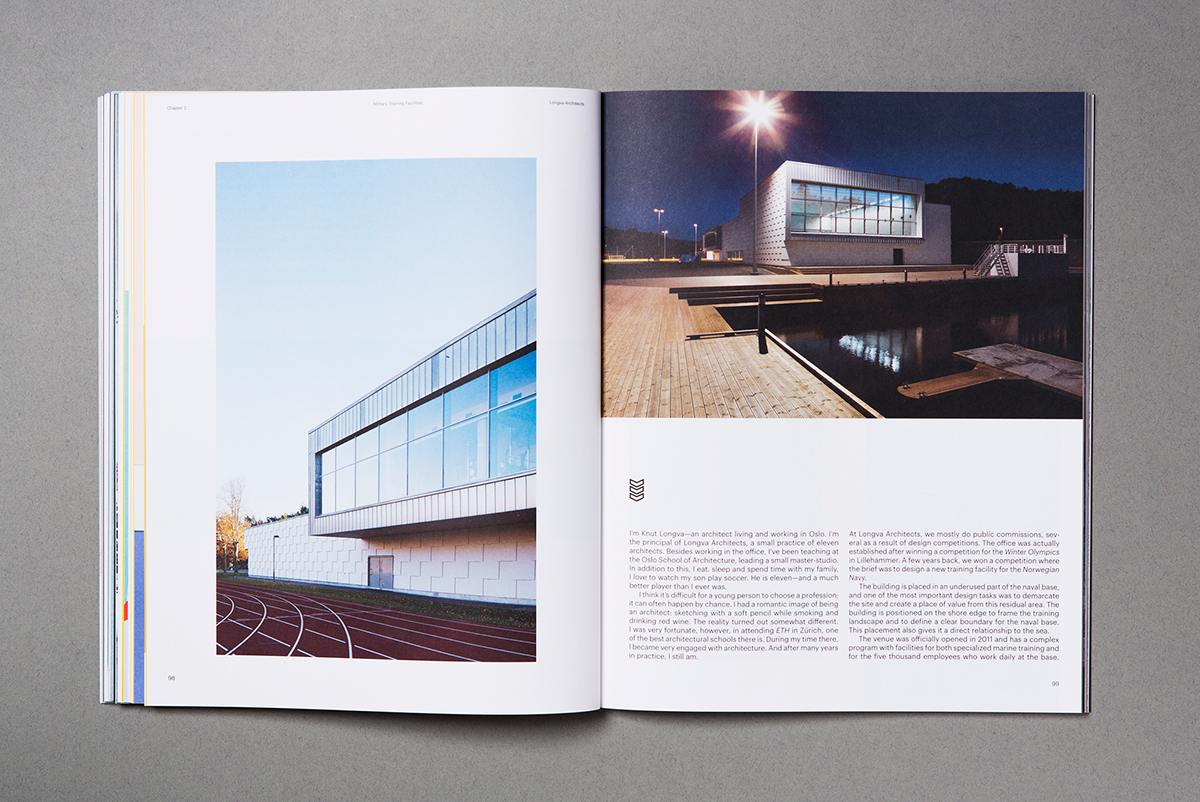 Chapter 2
Military Training Facilities
Longva Architects
I'm Knut Longva—an architect living and working in Oslo. I'm
the principal of Longva Architects, a small practice of eleven
architects. Besides working in the office, I've been teaching at
the Oslo School of Architecture, leading a small master-studio.
In addition to this, I eat, sleep and spend time with my family.
I love to watch my son play soccer. He is eleven—and a much
better player than I ever was.
I think it's difficult for a young person to choose a profession;
it can often happen by chance. I had a romantic image of being
an architect: sketching with a soft pencil while smoking and
drinking red wine. The reality turned out somewhat different.
I was very fortunate, however, in attending ETH in Zürich, one
of the best architectural schools there is. During my time there,
I became very engaged with architecture. And after many years
in practice, I still am.
At Longva Architects, we mostly do public commissions, sev-
eral as a result of design competitions. The office was actually
established after winning a competition for the Winter Olympics
in Lillehammer. A few years back, we won a competition where
the brief was to design a new training facility for the Norwegian
Navy.
The building is placed in an underused part of the naval base,
and one of the most important design tasks was to demarcate
the site and create a place of value from this residual area. The
building is positioned on the shore edge to frame the training
landscape and to define a clear boundary for the naval base.
This placement also gives it a direct relationship to the sea.
The venue was officially opened in 2011 and has a complex
program with facilities for both specialized marine training and
for the five thousand employees who work daily at the base.
98
99